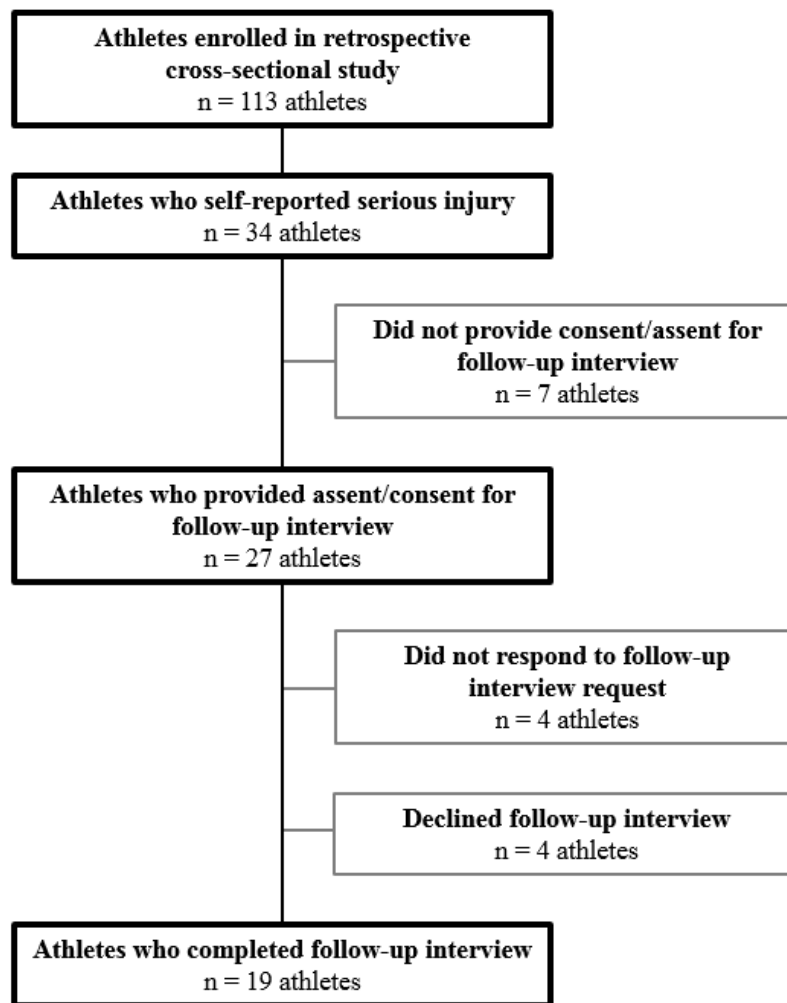 Athletes enrolled in retrospective
cross-sectional study
n = 113 athletes
Athletes who self-reported serious injury
n = 34 athletes
Did not provide consent/assent for
follow-up interview
n = 7 athletes
Athletes who provided assent/consent for
follow-up interview
n = 27 athletes
Did not respond to follow-up
interview request
n = 4 athletes
Declined follow-up interview
n = 4 athletes
Athletes who completed follow-up interview
n = 19 athletes